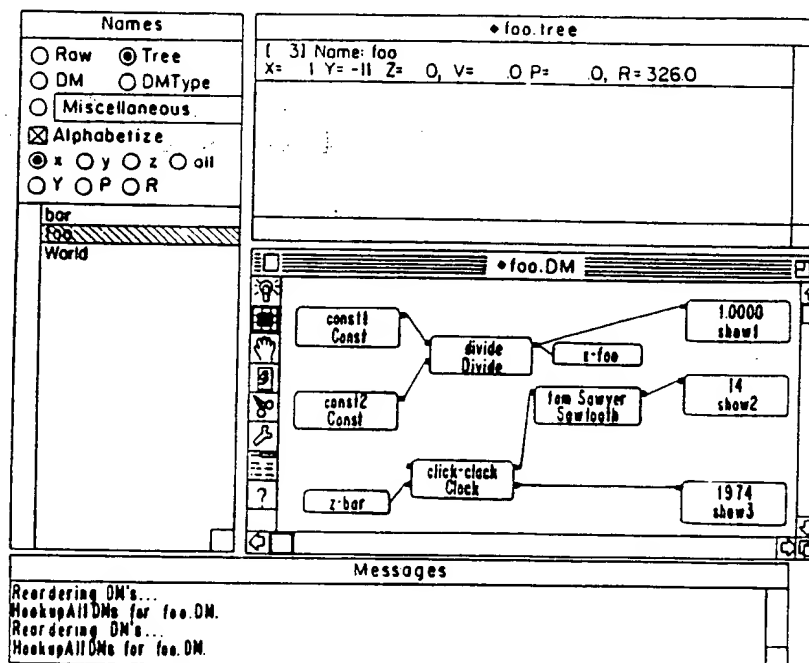 Names
Raw Tree
DM DMType
Miscellaneous
Alphabetize
x y z all
Y P R
bar
foo
World
foo.tree
[ 3] Name: foo
X= 1 Y= -11 Z= 0, V= .0 P= .0, R= 326.0
foo.DM
const1
Const
divide
Divide
x-foo
1.0000
show1
const2
Const
tom Sawyer
Sawtooth
14
show2
click-clack
Clock
z-bar
1974
show3
?
Messages
Reordering DM's...
HookupAllDMs for foo.DM.
Reordering DM's...
HookupAllDMs for foo.DM.